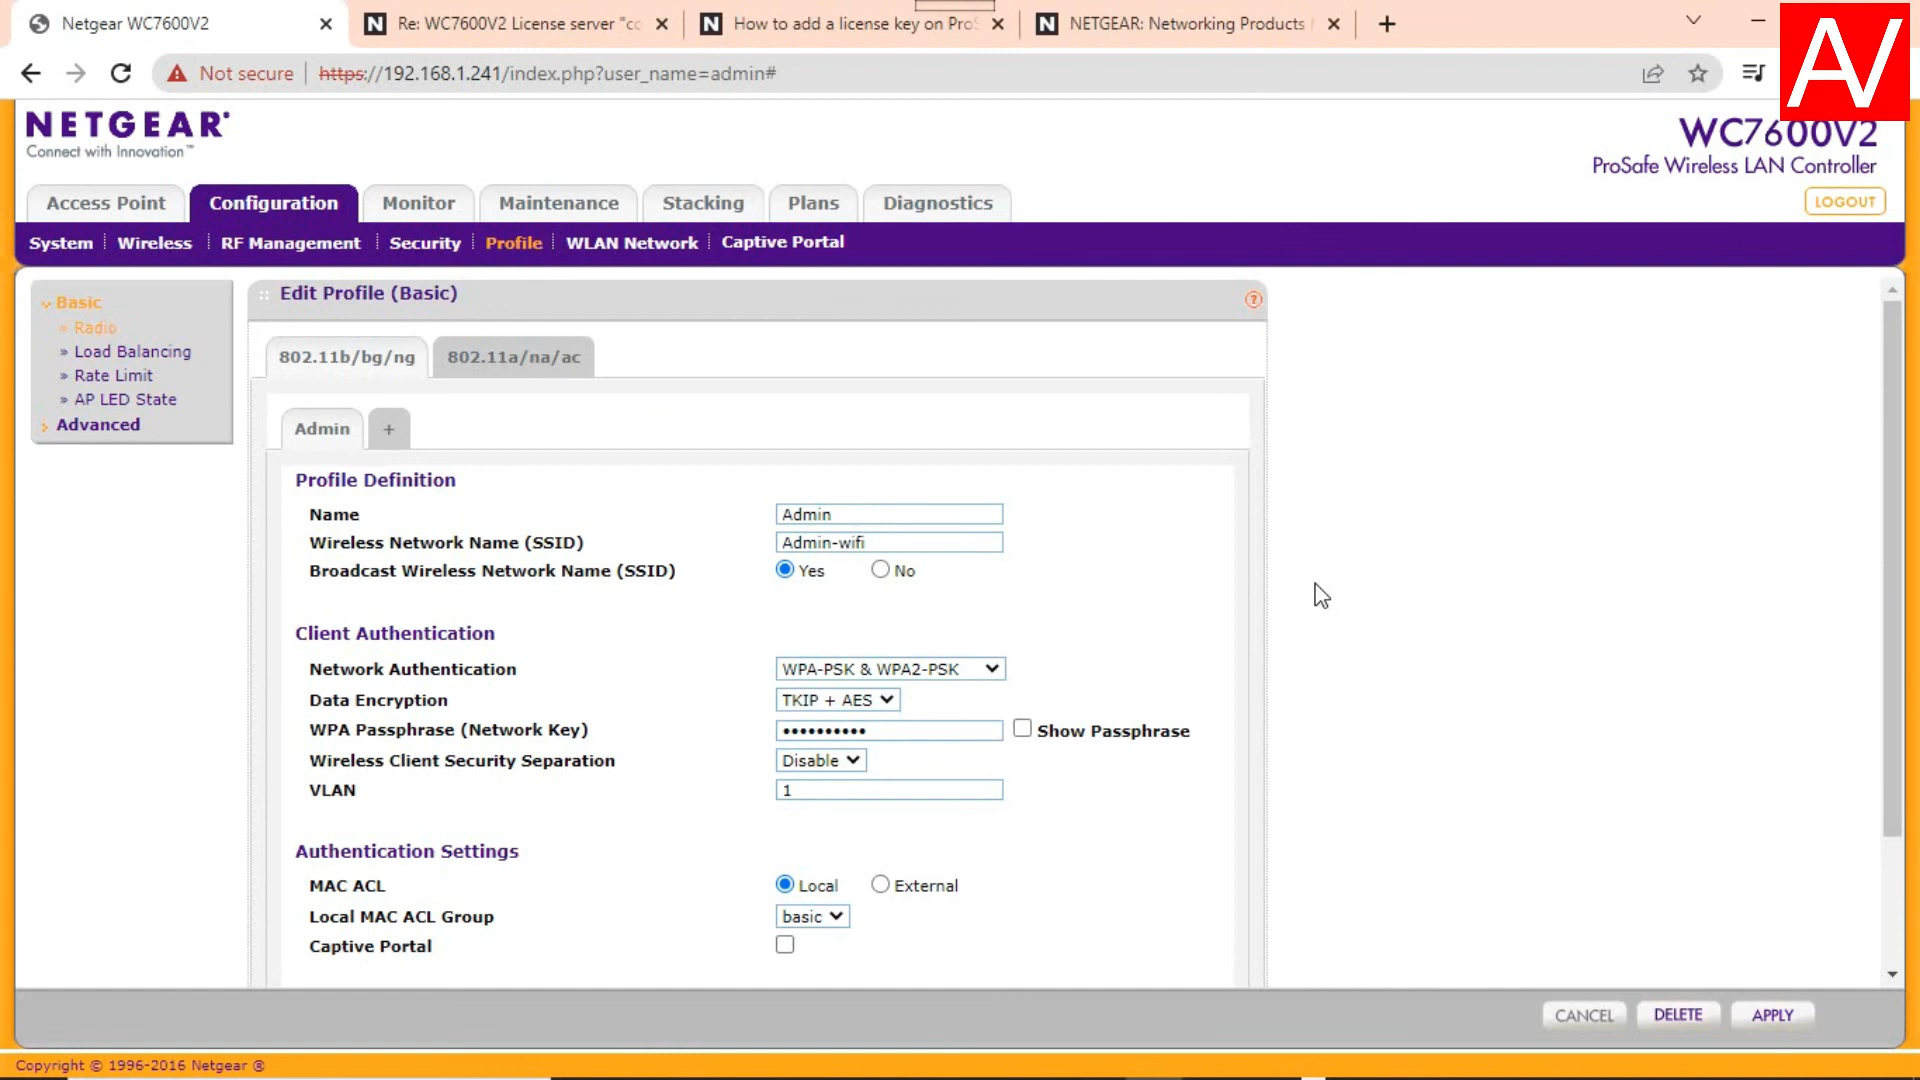 Netgear WC7600V2
Re: WC7600V2 License server "co
How to add a license key on ProS
NETGEAR: Networking Products
Not secure
https://192.168.1.241/index.php?user_name=admin#
AV
NETGEAR®
Connect with Innovation™
WC7600V2
ProSafe Wireless LAN Controller
Access Point
Configuration
Monitor
Maintenance
Stacking
Plans
Diagnostics
LOGOUT
System
Wireless
RF Management
Security
Profile
WLAN Network
Captive Portal
Basic
» Radio
» Load Balancing
» Rate Limit
» AP LED State
Advanced
Edit Profile (Basic)
?
802.11b/bg/ng
802.11a/na/ac
Admin
+
Profile Definition
Name
Admin
Wireless Network Name (SSID)
Admin-wifi
Broadcast Wireless Network Name (SSID)
Yes
No
Client Authentication
Network Authentication
WPA-PSK & WPA2-PSK
Data Encryption
TKIP + AES
WPA Passphrase (Network Key)
••••••••••
Show Passphrase
Wireless Client Security Separation
Disable
VLAN
1
Authentication Settings
MAC ACL
Local
External
Local MAC ACL Group
basic
Captive Portal
CANCEL
DELETE
APPLY
Copyright © 1996-2016 Netgear ®